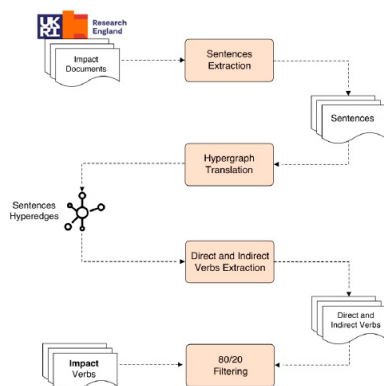 UK
RI
Research
England
Impact
Documents
Sentences
Extraction
Sentences
Hypergraph
Translation
Sentences
Hyperedges
Direct and Indirect
Verbs Extraction
Direct and
Indirect Verbs
Impact
Verbs
80/20
Filtering